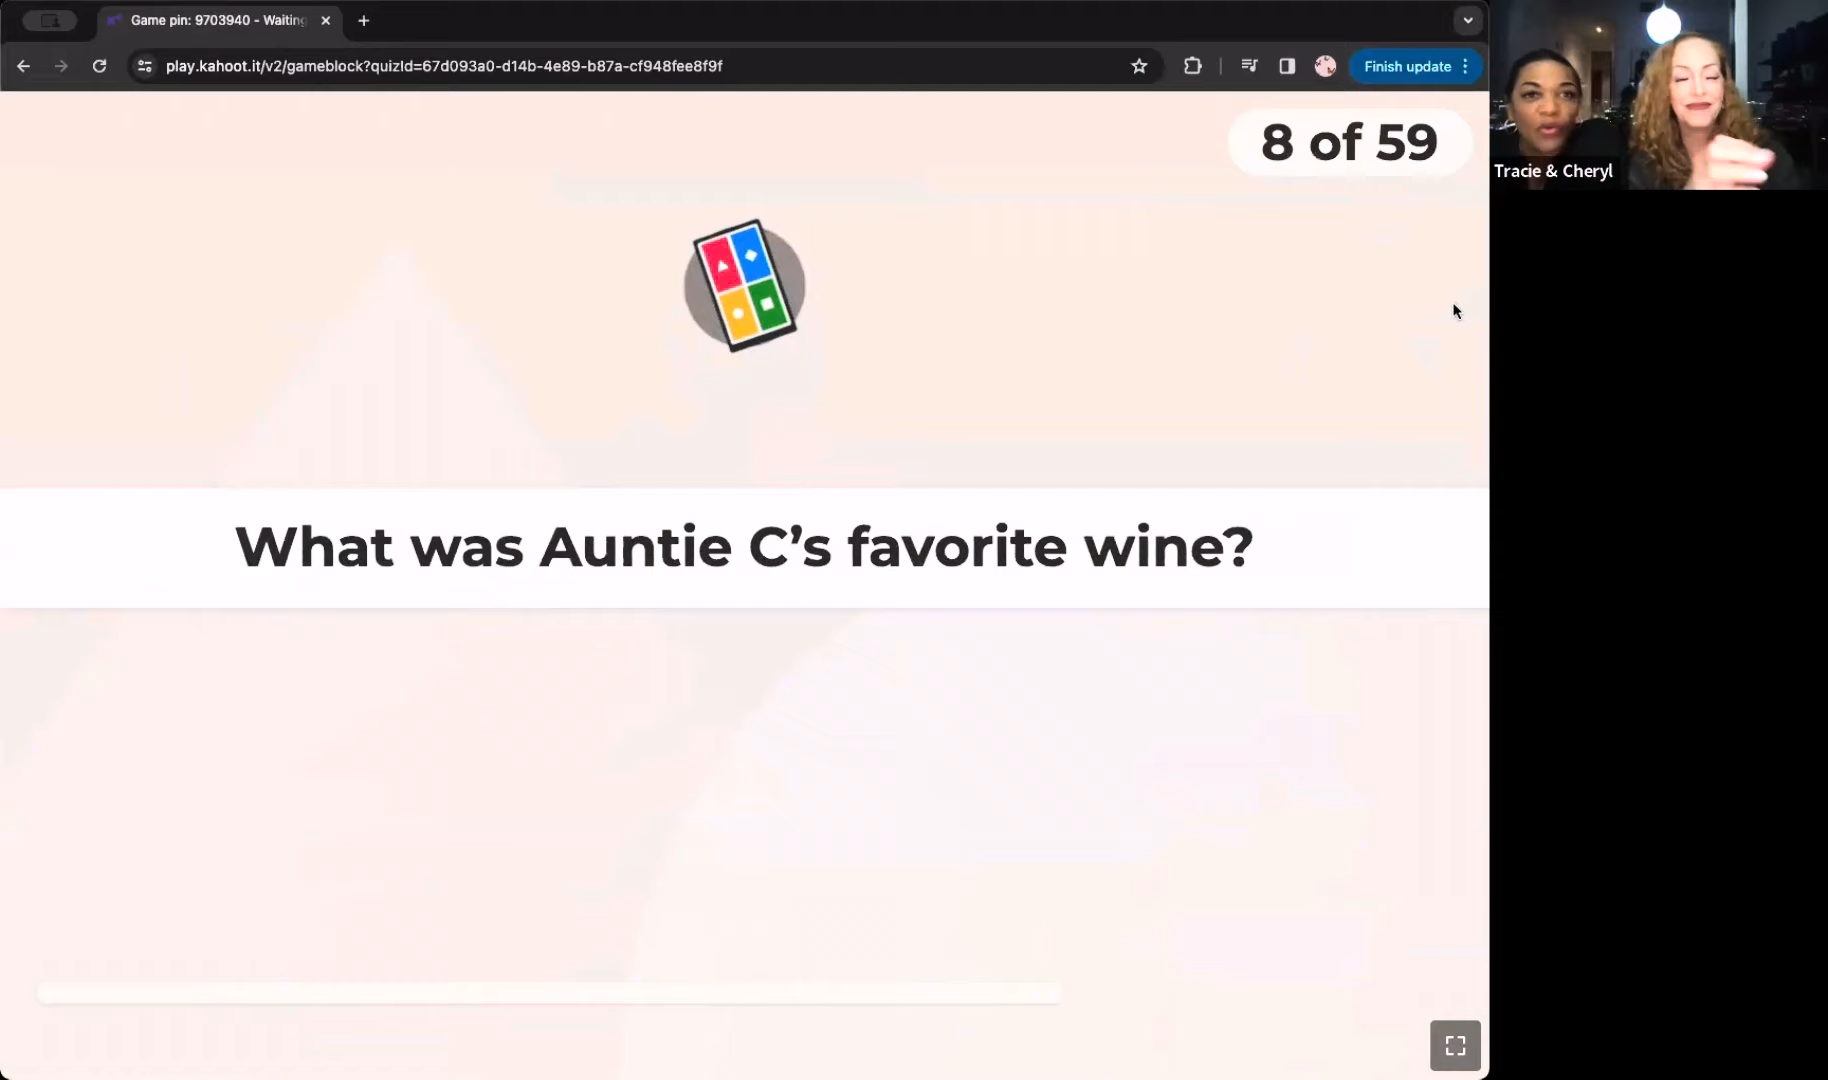 Game pin: 9703940 - Waiting
play.kahoot.it/v2/gameblock?quizId=67d093a0-d14b-4e89-b87a-cf948fee8f9f
Finish update
8 of 59
Tracie & Cheryl
What was Auntie C’s favorite wine?